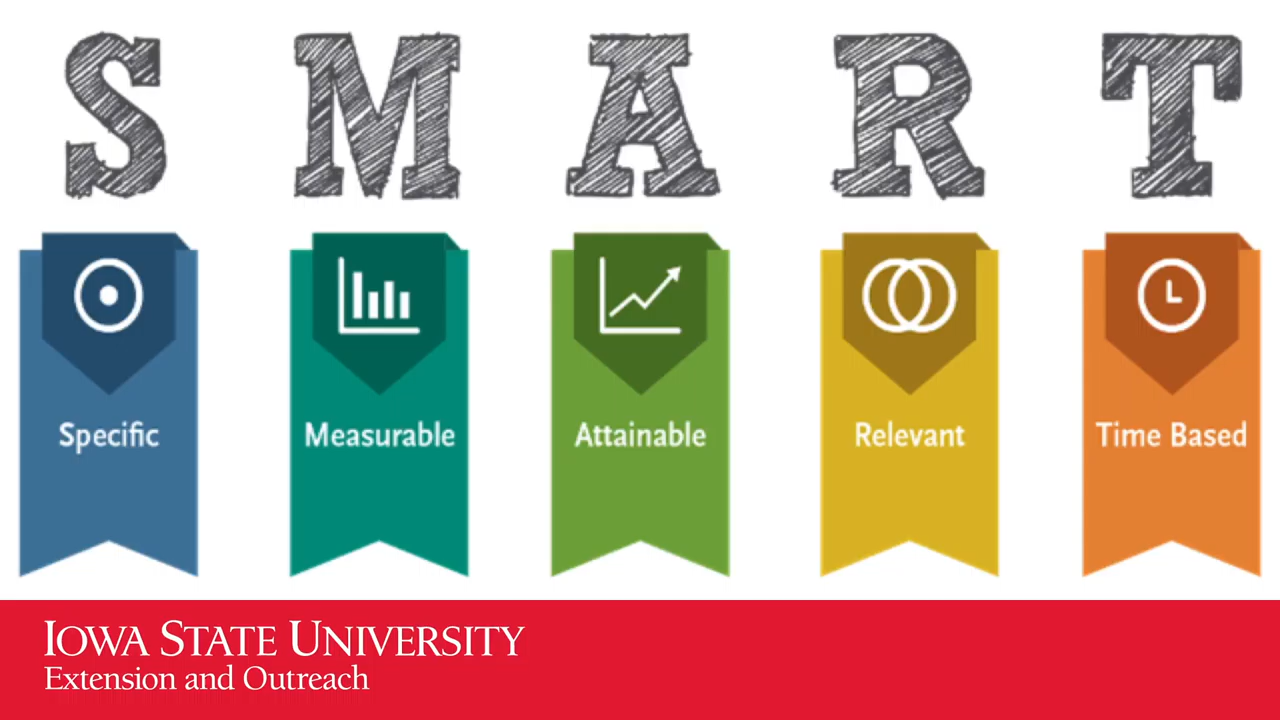 S M A R T
Specific Measurable Attainable Relevant Time Based
IOWA STATE UNIVERSITY
Extension and Outreach